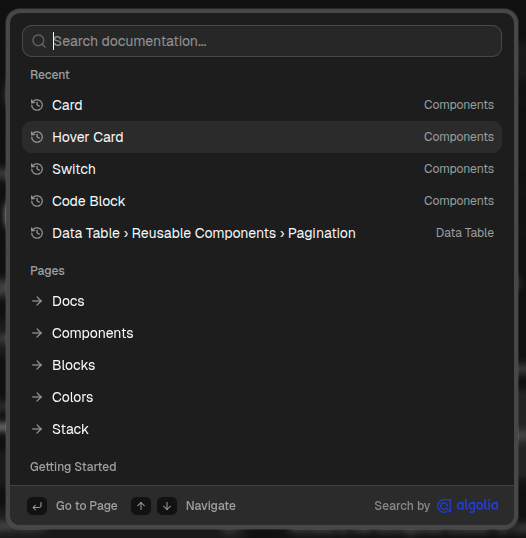 Search documentation...
Recent
Card Components
Hover Card Components
Switch Components
Code Block Components
Data Table › Reusable Components › Pagination Data Table
Pages
Docs
Components
Blocks
Colors
Stack
Getting Started
Go to Page Navigate Search by algolia